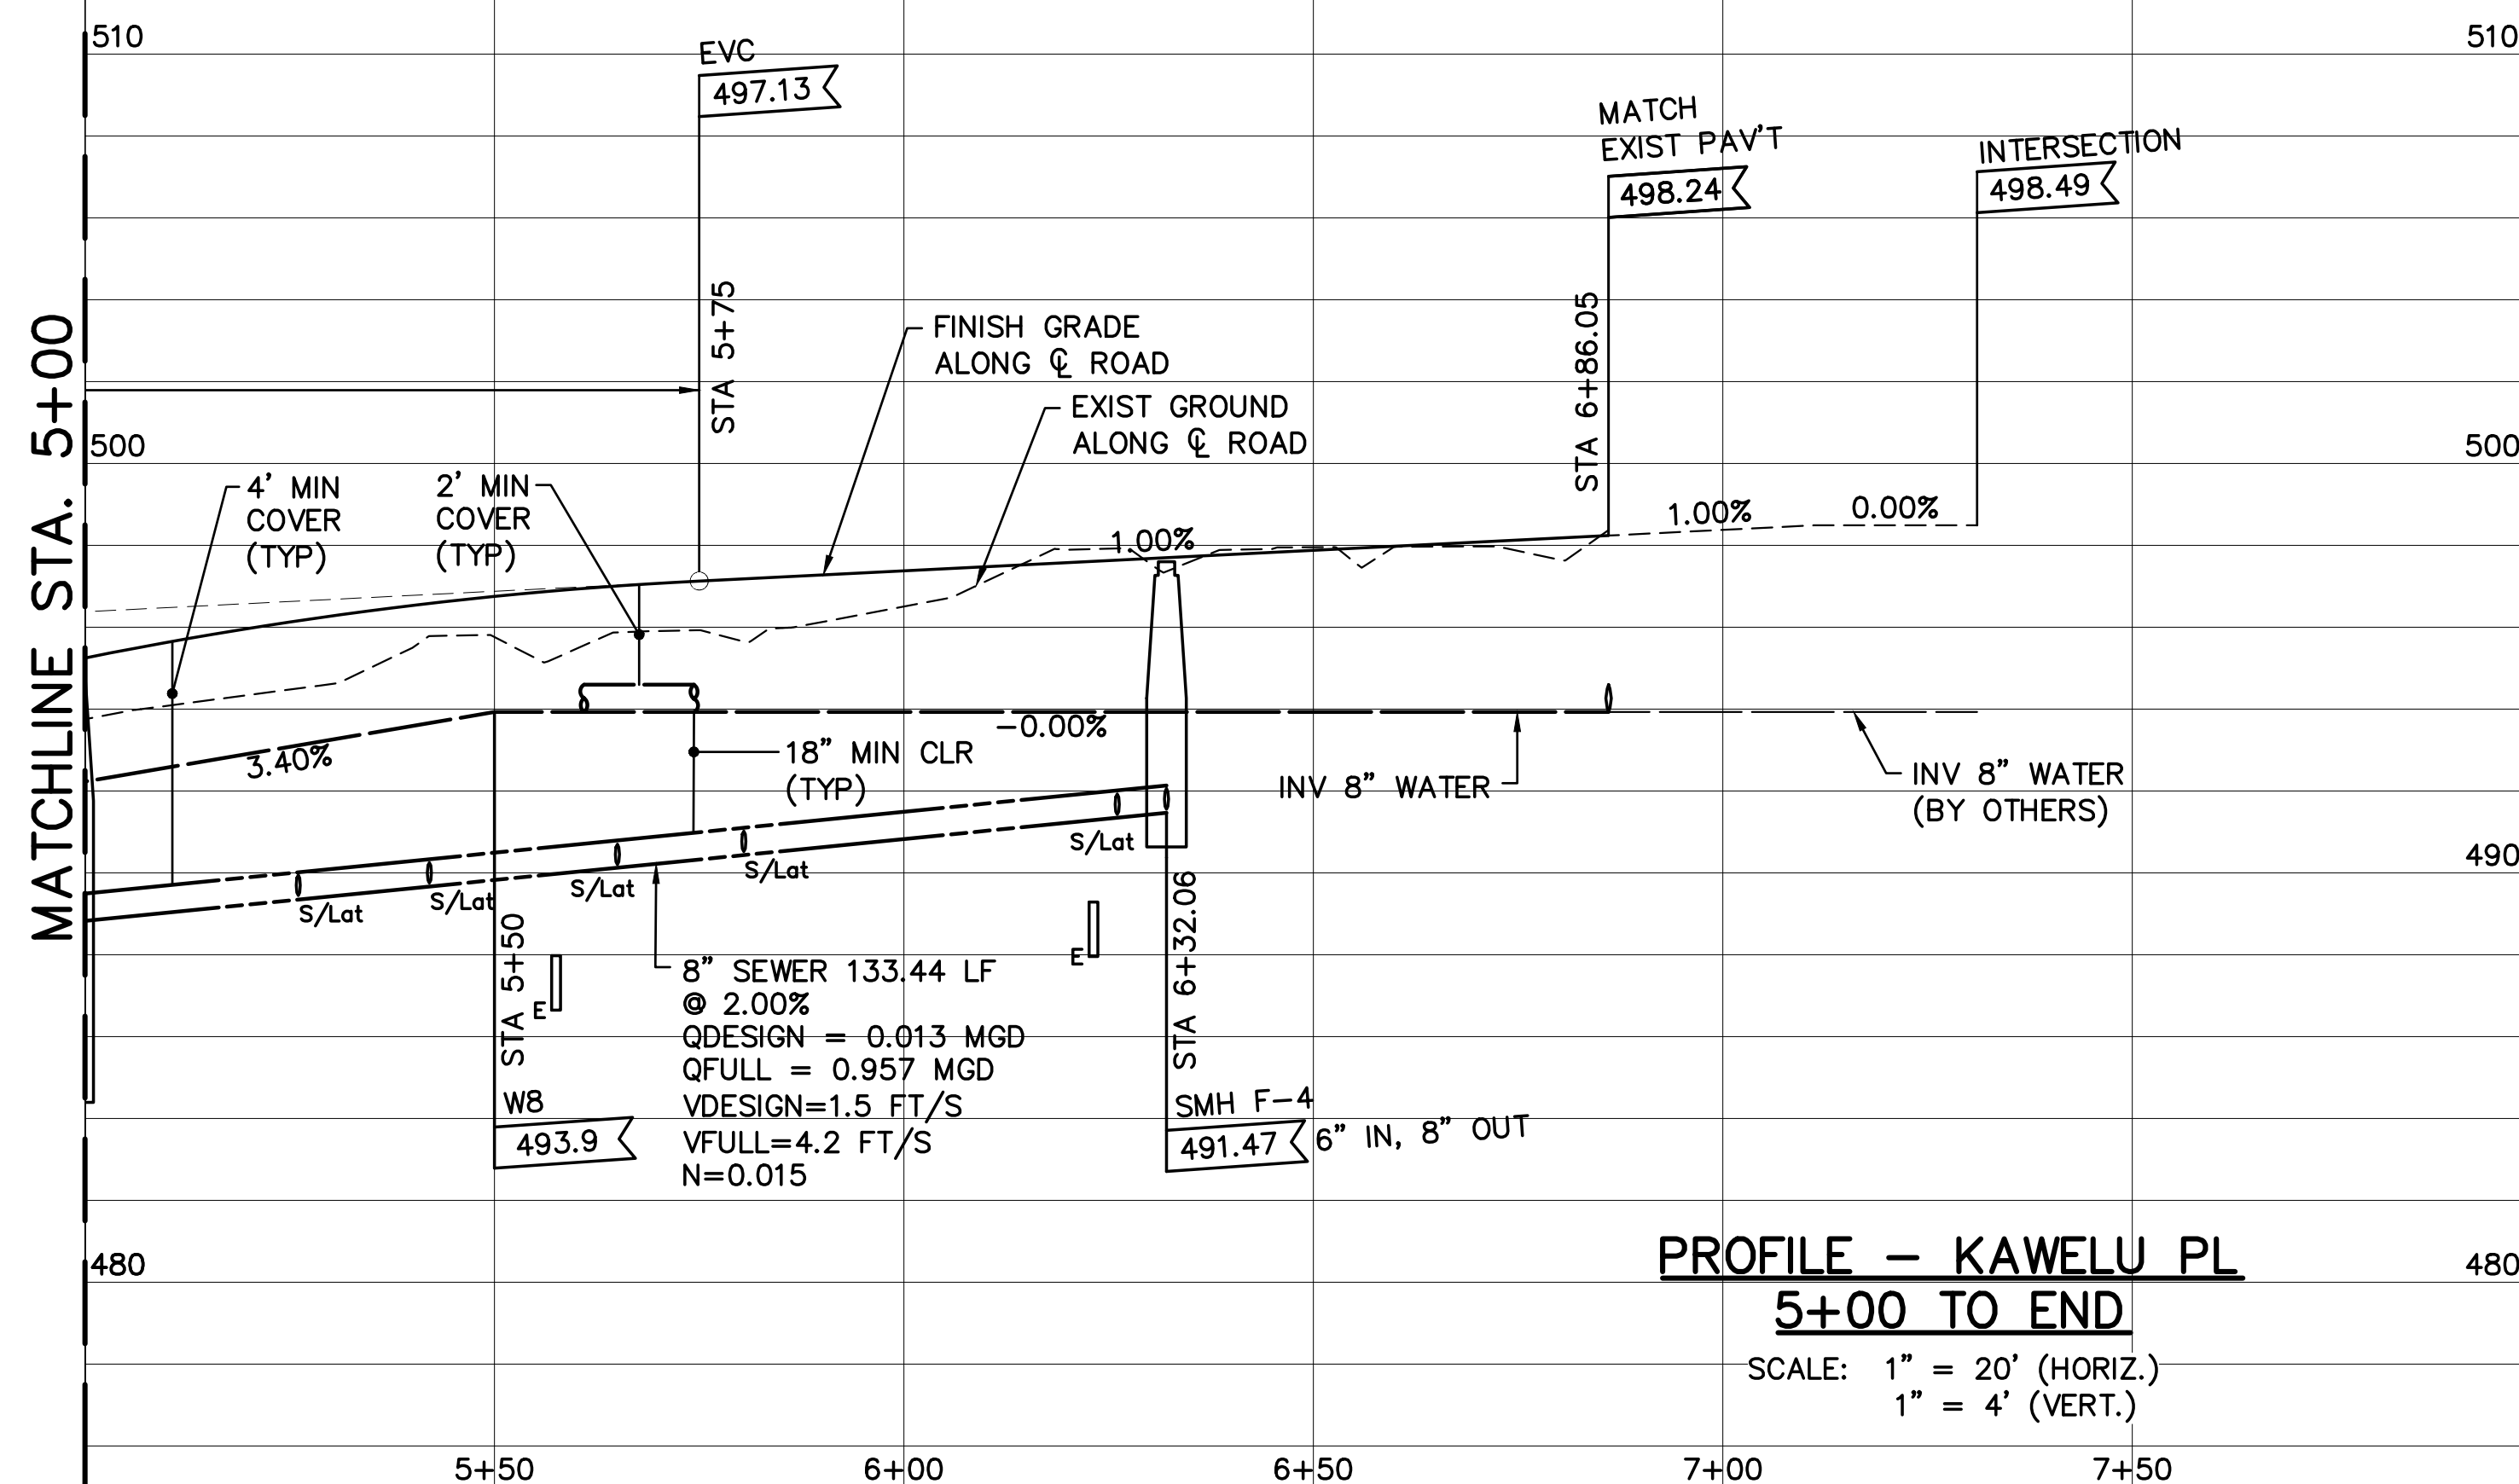 510
510
EVC
497.13
MATCH
EXIST PAV'T
498.24
INTERSECTION
498.49
MATCHLINE STA. 5+00
STA 5+75
STA 6+86.05
FINISH GRADE
ALONG ℄ ROAD
EXIST GROUND
ALONG ℄ ROAD
500
500
4' MIN
COVER
(TYP)
2' MIN
COVER
(TYP)
1.00%
1.00%
0.00%
3.40%
-0.00%
18" MIN CLR
(TYP)
INV 8" WATER
INV 8" WATER
(BY OTHERS)
490
S/Lat
S/Lat
S/Lat
S/Lat
S/Lat
STA 5+50
E
E
STA 6+32.06
8" SEWER 133.44 LF
@ 2.00%
QDESIGN = 0.013 MGD
QFULL = 0.957 MGD
VDESIGN=1.5 FT/S
VFULL=4.2 FT/S
N=0.015
W8
493.9
SMH F-4
491.47
6" IN, 8" OUT
480
480
PROFILE - KAWELU PL
5+00 TO END
SCALE: 1" = 20' (HORIZ.)
1" = 4' (VERT.)
5+50
6+00
6+50
7+00
7+50